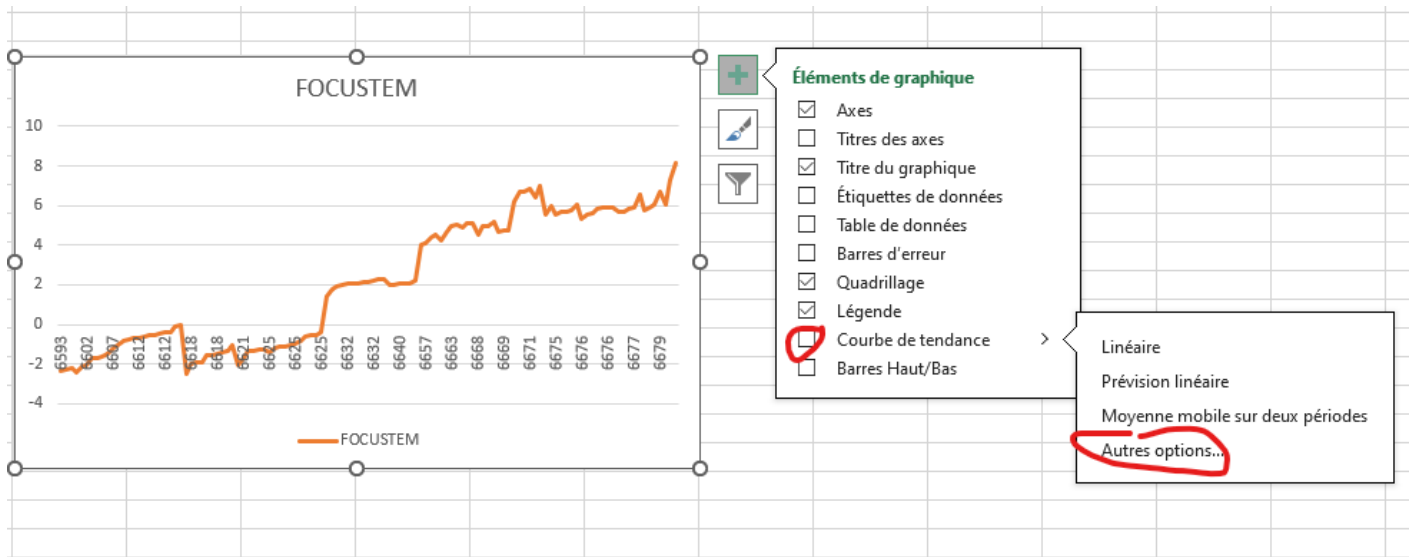 FOCUSTEM
10
8
6
4
2
0
-2
-4
6593
6602
6607
6612
6612
6618
6618
6621
6625
6626
6625
6632
6632
6640
6657
6663
6668
6669
6671
6675
6676
6676
6677
6679
FOCUSTEM
Éléments de graphique
Axes
Titres des axes
Titre du graphique
Étiquettes de données
Table de données
Barres d'erreur
Quadrillage
Légende
Courbe de tendance
Barres Haut/Bas
Linéaire
Prévision linéaire
Moyenne mobile sur deux périodes
Autres options...